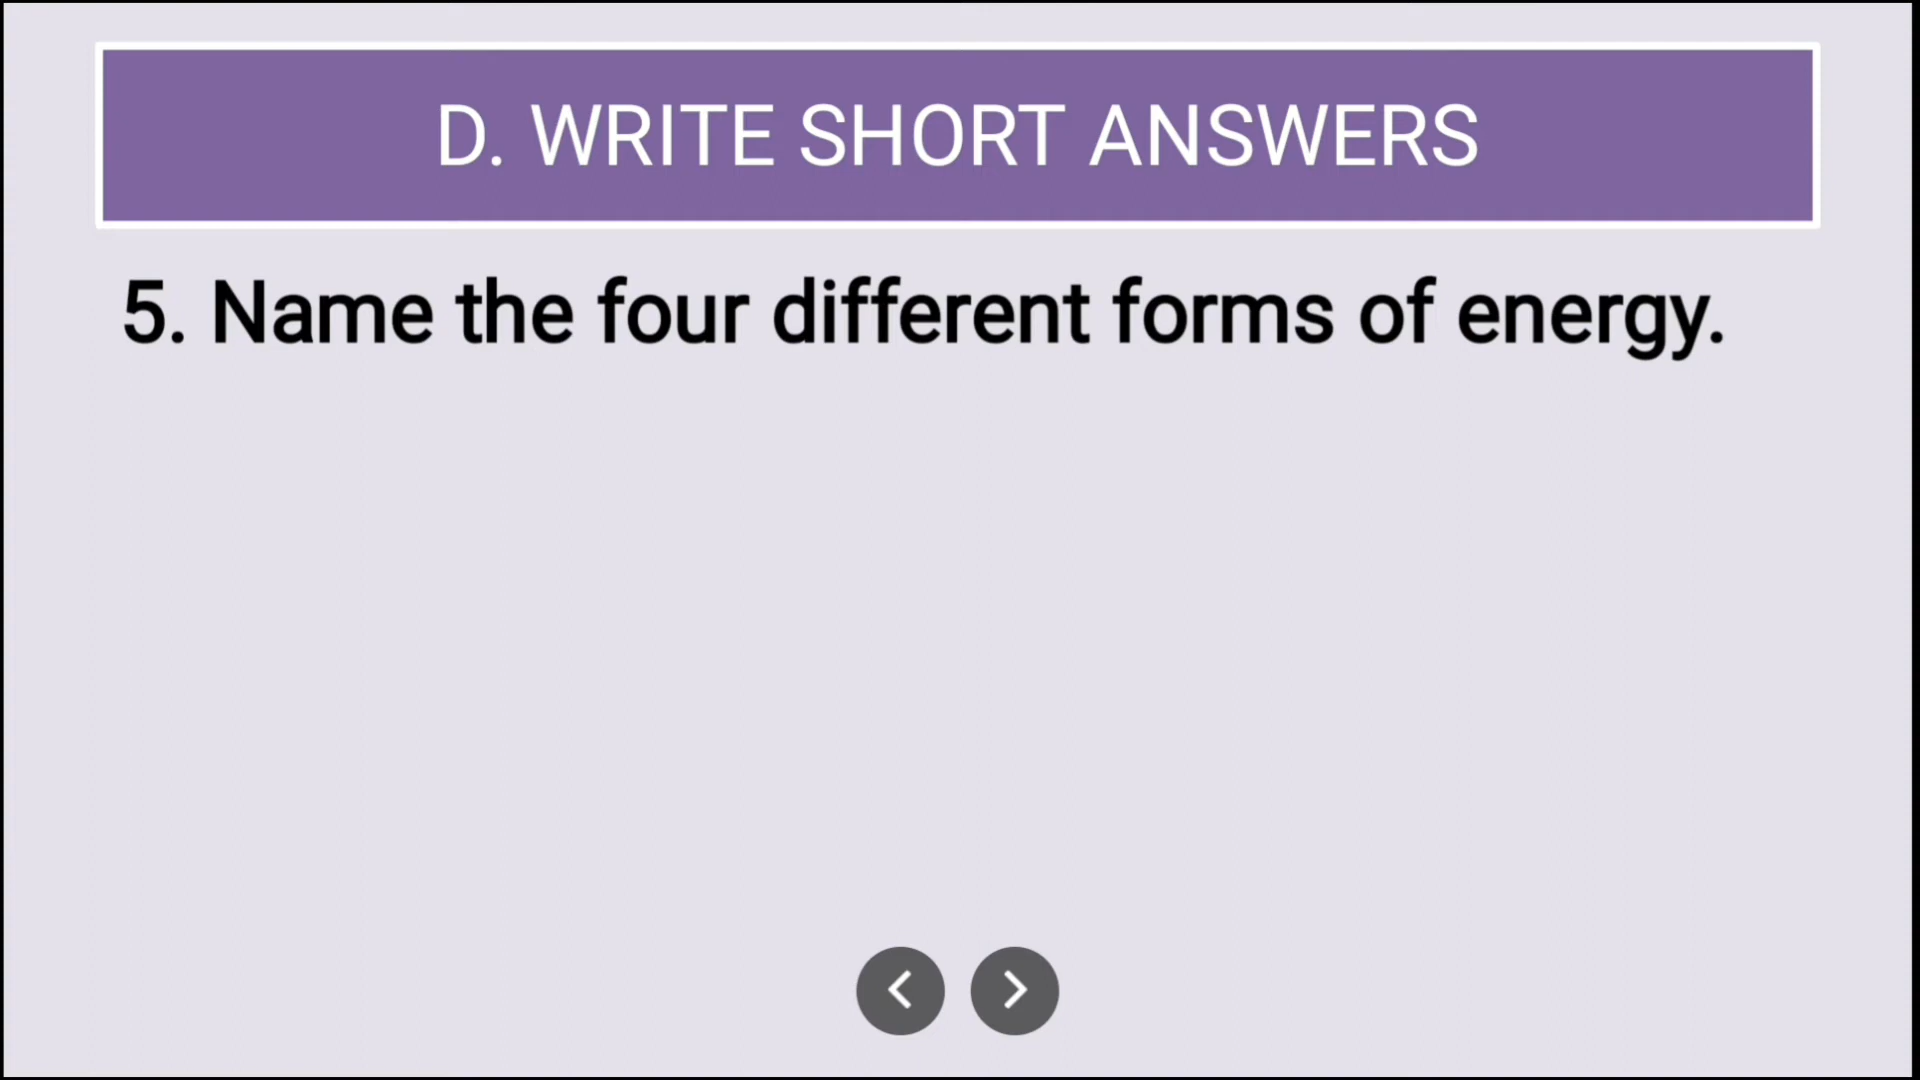 D. WRITE SHORT ANSWERS
5. Name the four different forms of energy.